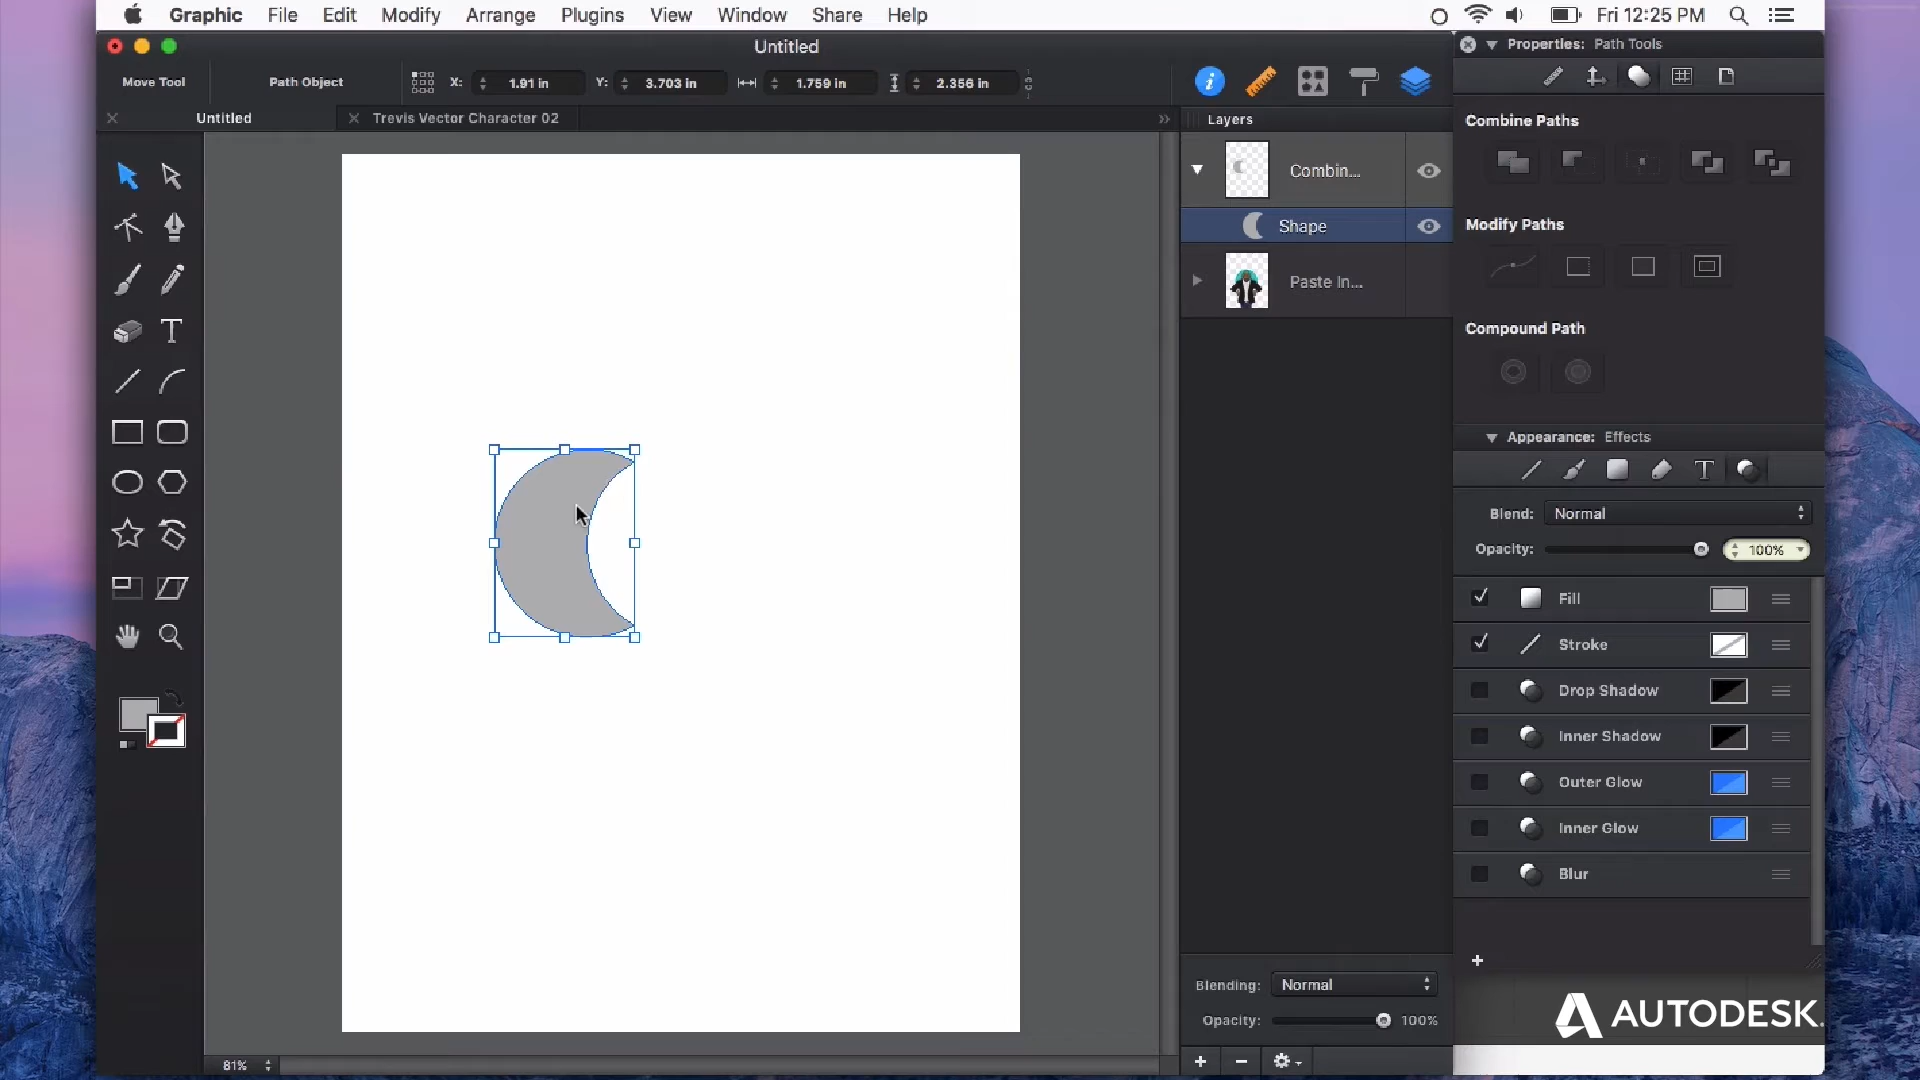 Graphic File Edit Modify Arrange Plugins View Window Share Help Fri 12:25 PM
Untitled
Properties: Path Tools
Move Tool Path Object X: 1.91 in Y: 3.703 in 1.759 in 2.356 in
Untitled Trevis Vector Character 02
Layers
Combin...
Shape
Paste In...
Combine Paths
Modify Paths
Compound Path
Appearance: Effects
Blend: Normal
Opacity: 100%
Fill
Stroke
Drop Shadow
Inner Shadow
Outer Glow
Inner Glow
Blur
Blending: Normal
Opacity: 100%
81%
AUTODESK.